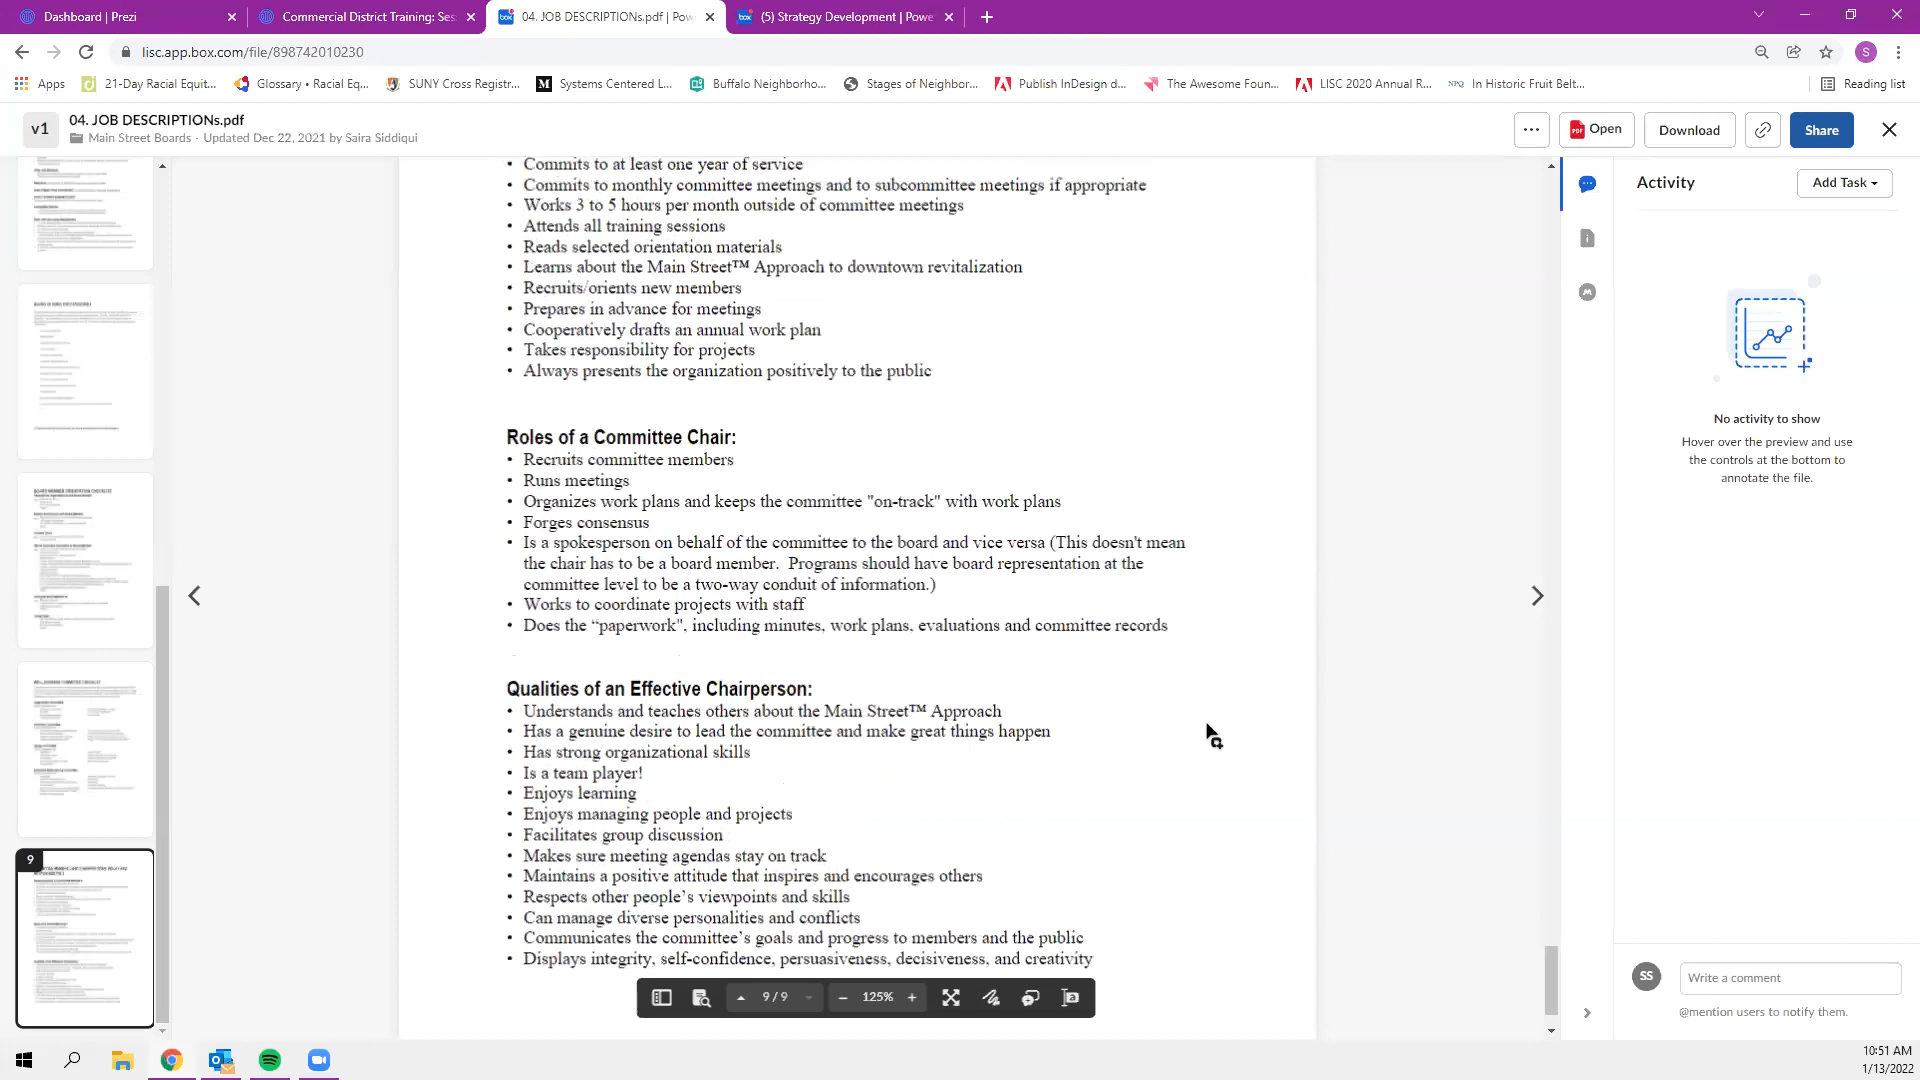 Dashboard | Prezi
Commercial District Training: Ses
04. JOB DESCRIPTIONs.pdf | Pow
(5) Strategy Development | Powe
lisc.app.box.com/file/898742010230
S
Apps
21-Day Racial Equit...
Glossary • Racial Eq...
SUNY Cross Registr...
Systems Centered L...
Buffalo Neighborho...
Stages of Neighbor...
Publish InDesign d...
The Awesome Foun...
LISC 2020 Annual R...
NPQ
In Historic Fruit Belt...
Reading list
v1
04. JOB DESCRIPTIONs.pdf
Main Street Boards - Updated Dec 22, 2021 by Saira Siddiqui
Open
Download
Share
• Commits to at least one year of service
• Commits to monthly committee meetings and to subcommittee meetings if appropriate
• Works 3 to 5 hours per month outside of committee meetings
• Attends all training sessions
• Reads selected orientation materials
• Learns about the Main Street™ Approach to downtown revitalization
• Recruits/orients new members
• Prepares in advance for meetings
• Cooperatively drafts an annual work plan
• Takes responsibility for projects
• Always presents the organization positively to the public
Roles of a Committee Chair:
• Recruits committee members
• Runs meetings
• Organizes work plans and keeps the committee "on-track" with work plans
• Forges consensus
• Is a spokesperson on behalf of the committee to the board and vice versa (This doesn't mean
the chair has to be a board member.  Programs should have board representation at the
committee level to be a two-way conduit of information.)
• Works to coordinate projects with staff
• Does the “paperwork", including minutes, work plans, evaluations and committee records
Qualities of an Effective Chairperson:
• Understands and teaches others about the Main Street™ Approach
• Has a genuine desire to lead the committee and make great things happen
• Has strong organizational skills
• Is a team player!
• Enjoys learning
• Enjoys managing people and projects
• Facilitates group discussion
• Makes sure meeting agendas stay on track
• Maintains a positive attitude that inspires and encourages others
• Respects other people’s viewpoints and skills
• Can manage diverse personalities and conflicts
• Communicates the committee’s goals and progress to members and the public
• Displays integrity, self-confidence, persuasiveness, decisiveness, and creativity
9
9 / 9
125%
Activity
Add Task
No activity to show
Hover over the preview and use
the controls at the bottom to
annotate the file.
SS
Write a comment
@mention users to notify them.
10:51 AM
1/13/2022